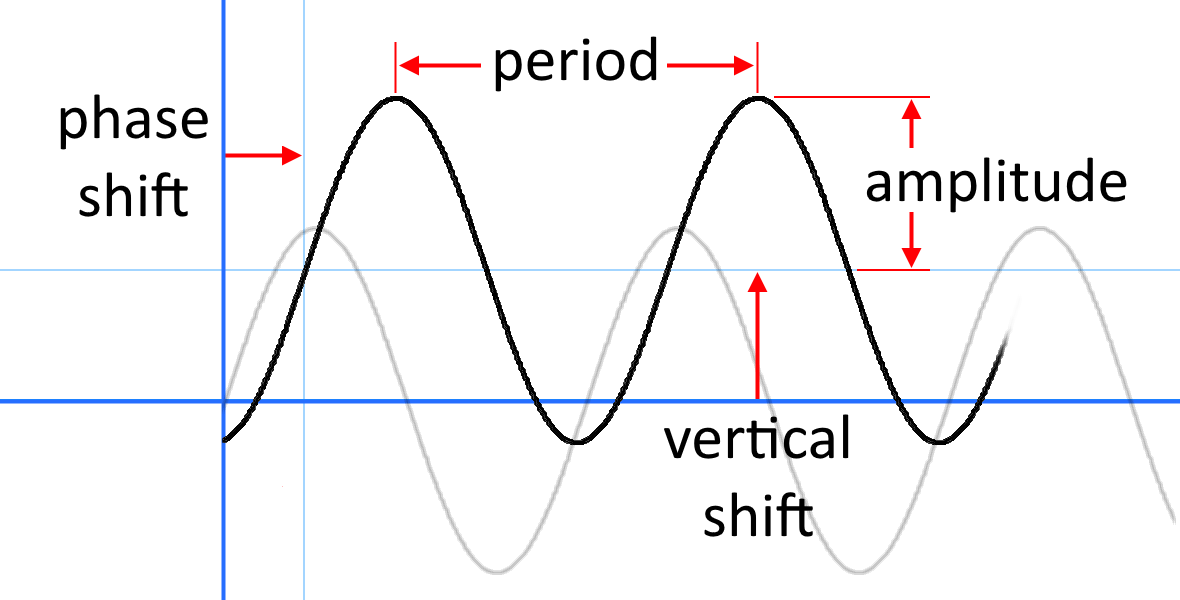 period
phase
shift
amplitude
vertical
shift